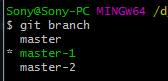 Sony@Sony-PC MINGW64 /d
$ git branch
master
* master-1
master-2